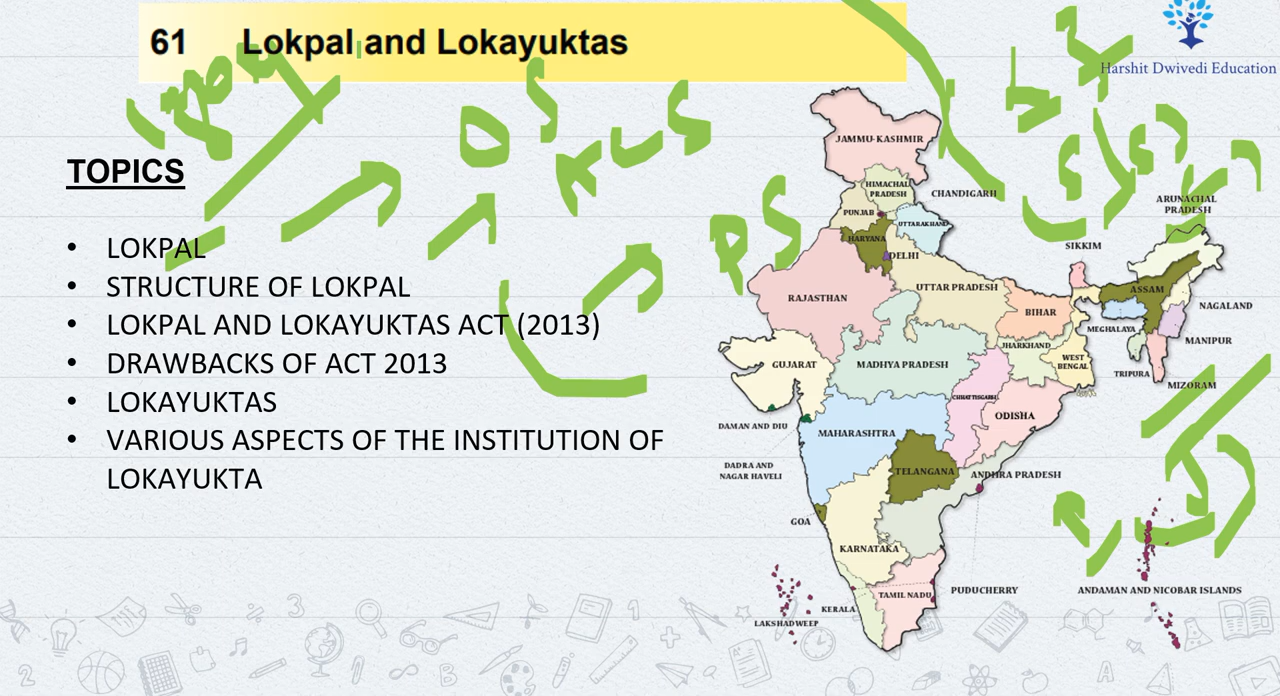 61 Lokpal and Lokayuktas
Harshit Dwivedi Education
TOPICS
• LOKPAL
• STRUCTURE OF LOKPAL
• LOKPAL AND LOKAYUKTAS ACT (2013)
• DRAWBACKS OF ACT 2013
• LOKAYUKTAS
• VARIOUS ASPECTS OF THE INSTITUTION OF
LOKAYUKTA
JAMMU-KASHMIR
HIMACHAL
PRADESH
CHANDIGARH
PUNJAB
UTTARAKHAND
HARYANA
DELHI
ARUNACHAL
PRADESH
SIKKIM
RAJASTHAN
UTTAR PRADESH
BIHAR
ASSAM
NAGALAND
MEGHALAYA
MANIPUR
TRIPURA
MIZORAM
GUJARAT
MADHYA PRADESH
JHARKHAND
WEST
BENGAL
CHHATTISGARH
ODISHA
DAMAN AND DIU
MAHARASHTRA
DADRA AND
NAGAR HAVELI
TELANGANA
ANDHRA PRADESH
GOA
KARNATAKA
TAMIL NADU
PUDUCHERRY
ANDAMAN AND NICOBAR ISLANDS
KERALA
LAKSHADWEEP